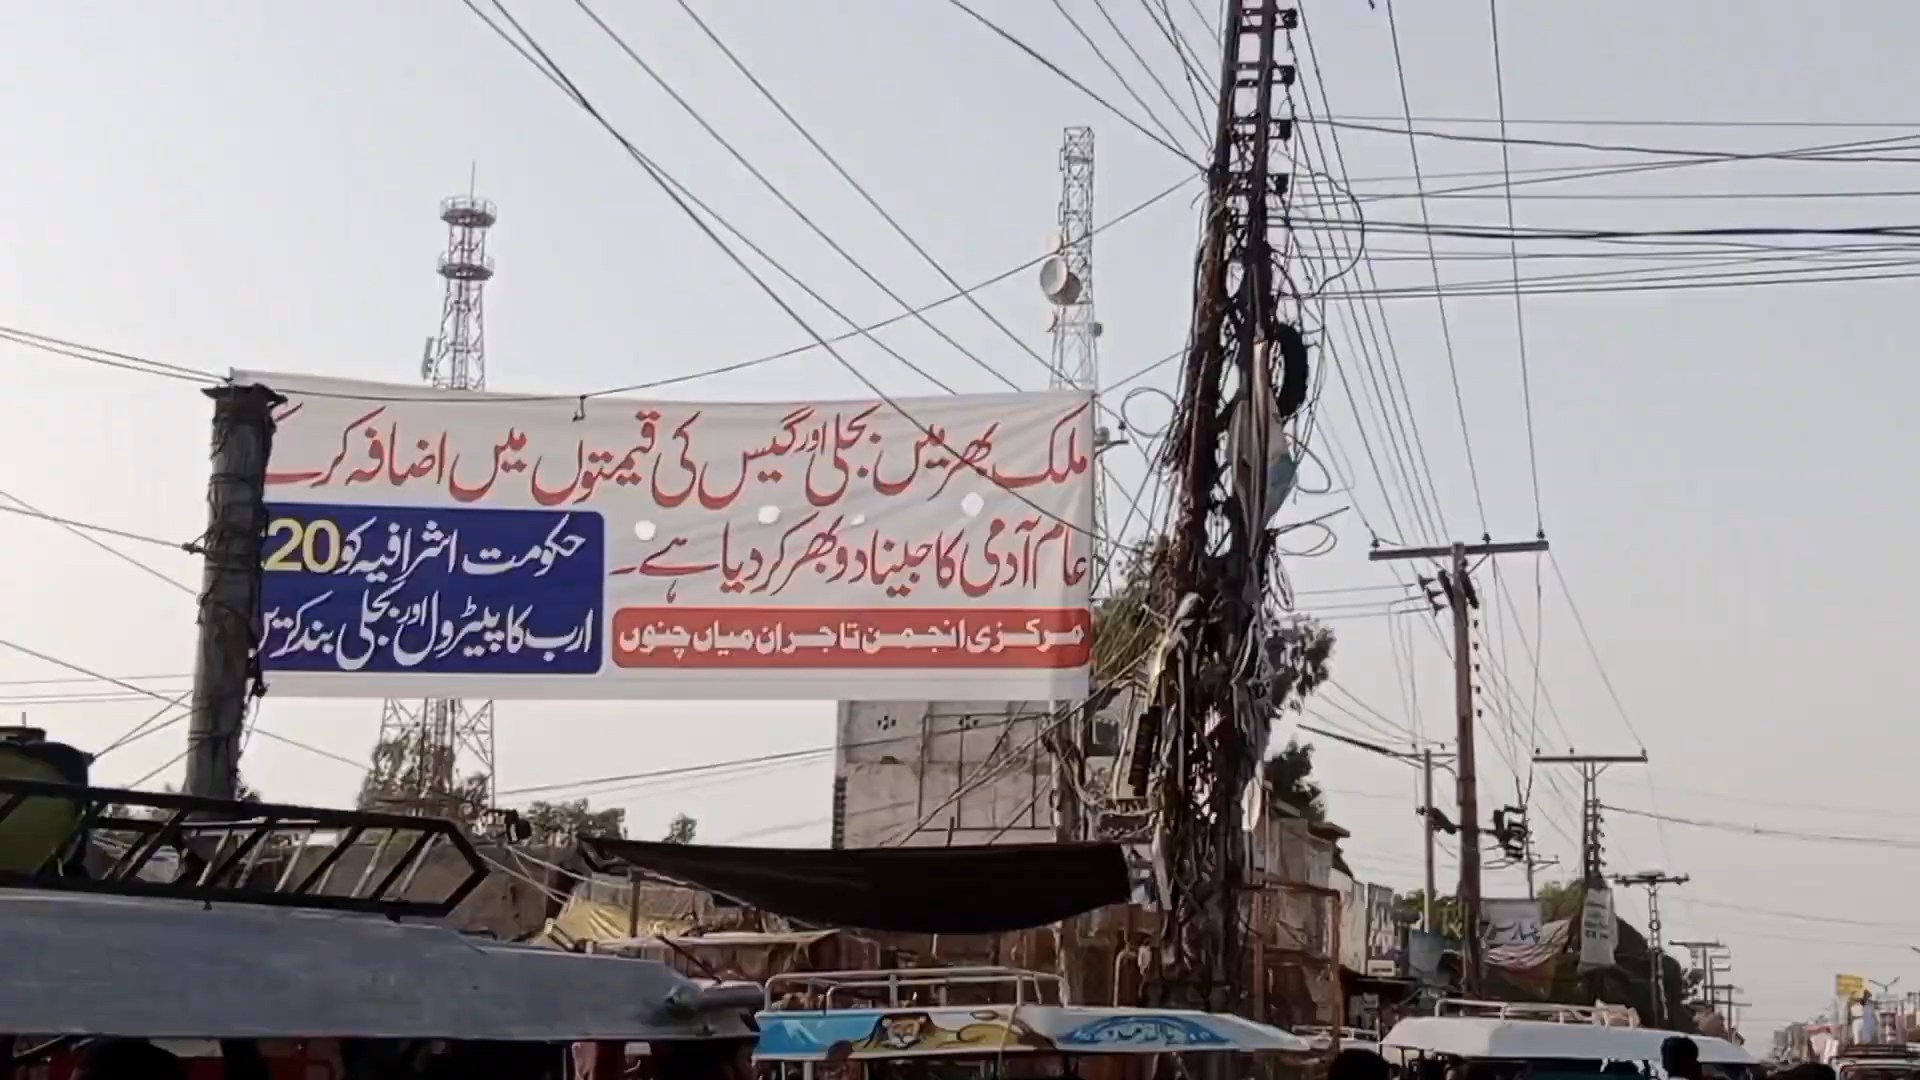 ملک بھر میں بجلی اور گیس کی قیمتوں میں اضافہ کر کے
عام آدمی کا جینا دوبھر کر دیا ہے۔
مرکزی انجمن تاجران میاں چنوں
حکومت اشرافیہ کو 220
ارب کا پیٹرول اور بجلی بند کریں